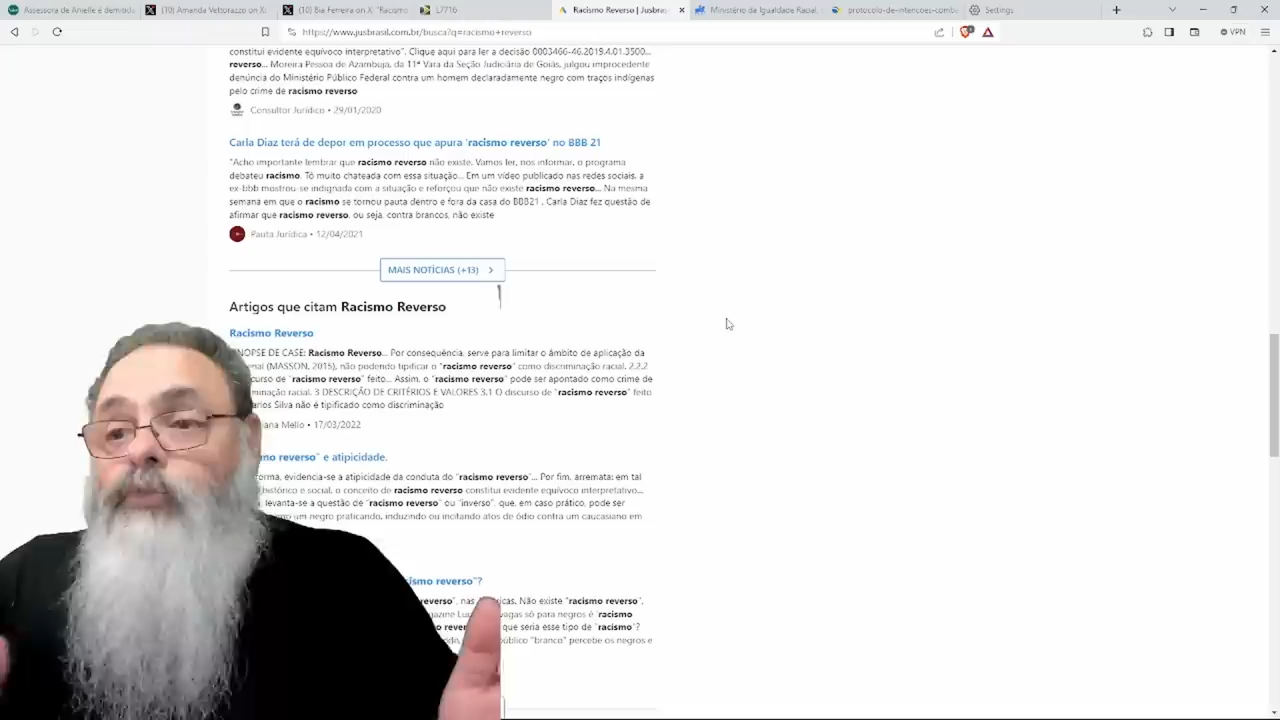 Assessora de Anielle é demitida
(10) Amanda Vettorazzo on X:
(10) Bia Ferreira on X: "Racismo
L7716
Racismo Reverso | Jusbras
Ministério da Igualdade Racial
protocolo-de-intencoes-comba
Settings
https://www.jusbrasil.com.br/busca?q=racismo+reverso
VPN
constitui evidente equívoco interpretativo". Clique aqui para ler a decisão 0003466-46.2019.4.01.3500...
reverso... Moreira Pessoa de Azambuja, da 11ª Vara da Seção Judiciária de Goiás, julgou improcedente
denúncia do Ministério Público Federal contra um homem declaradamente negro com traços indígenas
pelo crime de racismo reverso
Consultor Jurídico • 29/01/2020
Carla Diaz terá de depor em processo que apura 'racismo reverso' no BBB 21
"Acho importante lembrar que racismo reverso não existe. Vamos ler, nos informar, o programa
debateu racismo. Tô muito chateada com essa situação... Em um vídeo publicado nas redes sociais, a
ex-bbb mostrou-se indignada com a situação e reforçou que não existe racismo reverso... Na mesma
semana em que o racismo se tornou pauta dentro e fora da casa do BBB21 , Carla Diaz fez questão de
afirmar que racismo reverso, ou seja, contra brancos, não existe
Pauta Jurídica • 12/04/2021
MAIS NOTÍCIAS (+13)
Artigos que citam Racismo Reverso
Racismo Reverso
NOPSE DE CASE: Racismo Reverso... Por consequência, serve para limitar o âmbito de aplicação da
enal (MASSON, 2015), não podendo tipificar o "racismo reverso" como discriminação racial. 2.2.2
curso de "racismo reverso" feito... Assim, o "racismo reverso" pode ser apontado como crime de
minação racial. 3 DESCRIÇÃO DE CRITÉRIOS E VALORES 3.1 O discurso de "racismo reverso" feito
arlos Silva não é tipificado como discriminação
ana Mello • 17/03/2022
mo reverso" e atipicidade.
forma, evidencia-se a atipicidade da conduta do "racismo reverso"... Por fim, arremata: em tal
histórico e social, o conceito de racismo reverso constitui evidente equívoco interpretativo...
levanta-se a questão de "racismo reverso" ou "inverso", que, em caso prático, pode ser
um negro praticando, induzindo ou incitando atos de ódio contra um caucasiano em
cismo reverso"?
reverso", nas Não existe "racismo reverso".
gazine vagas só para negros é "racismo
que seria esse tipo de "racismo"?
público "branco" percebe os negros e